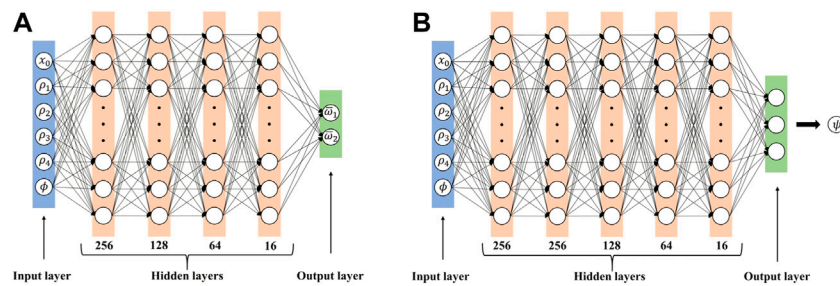 A
x₀
ρ₁
ρ₂
ρ₃
ρ₄
ϕ
ω̅₁
ω̅₂
256 128 64 16
Input layer Hidden layers Output layer
B
x₀
ρ₁
ρ₂
ρ₃
ρ₄
ϕ
ψ
256 256 128 64 16
Input layer Hidden layers Output layer